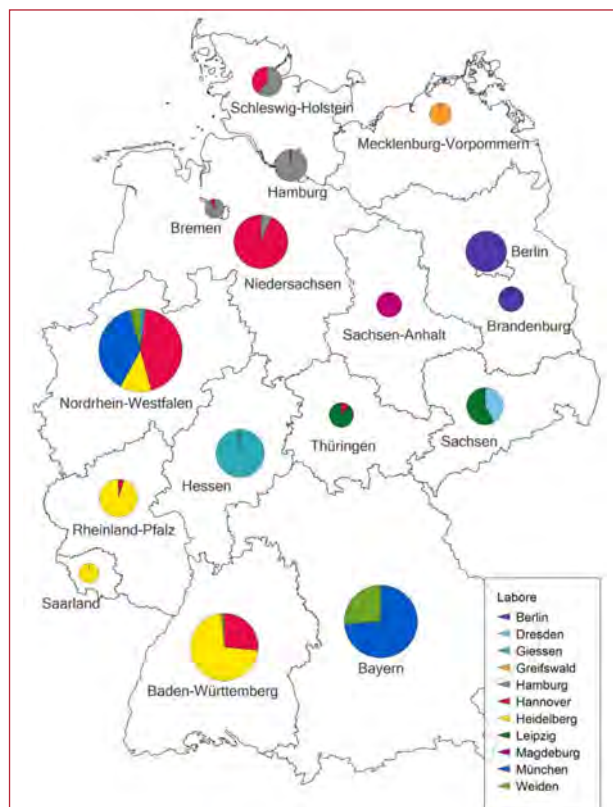 Schleswig-Holstein
Mecklenburg-Vorpommern
Hamburg
Bremen
Niedersachsen
Berlin
Brandenburg
Sachsen-Anhalt
Nordrhein-Westfalen
Thüringen
Sachsen
Hessen
Rheinland-Pfalz
Saarland
Baden-Württemberg
Bayern
Labore
Berlin
Dresden
Giessen
Greifswald
Hamburg
Hannover
Heidelberg
Leipzig
Magdeburg
München
Weiden